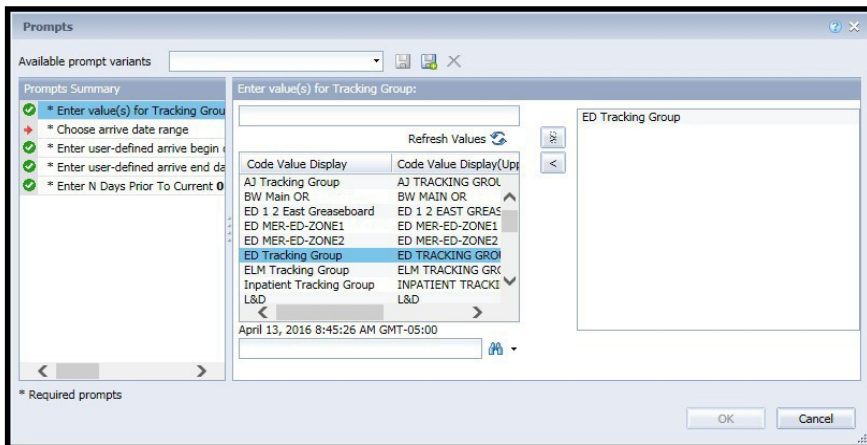 Prompts
Available prompt variants
Prompts Summary
* Enter value(s) for Tracking Grou
* Choose arrive date range
* Enter user-defined arrive begin
* Enter user-defined arrive end da
* Enter N Days Prior To Current 0
Enter value(s) for Tracking Group:
Refresh Values
Code Value Display Code Value Display(Upp
AJ Tracking Group AJ TRACKING GROU
BW Main OR BW MAIN OR
ED 1 2 East Greaseboard ED 1 2 EAST GREAS
ED MER-ED-ZONE1 ED MER-ED-ZONE1
ED MER-ED-ZONE2 ED MER-ED-ZONE2
ED Tracking Group ED TRACKING GROU
ELM Tracking Group ELM TRACKING GRO
Inpatient Tracking Group INPATIENT TRACKI
L&D L&D
April 13, 2016 8:45:26 AM GMT-05:00
>
<
ED Tracking Group
* Required prompts
OK Cancel